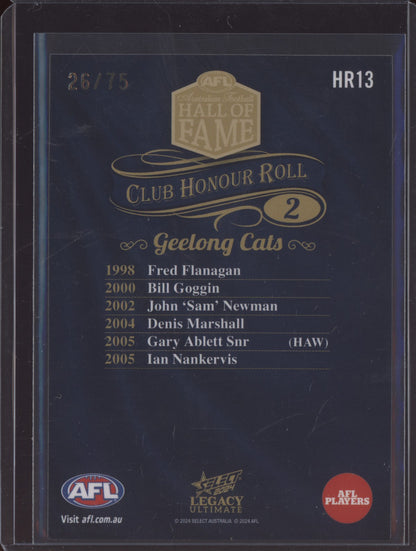 26/75
HR13
AFL
Australian Football
HALL OF
FAME
CLUB HONOUR ROLL
2
Geelong Cats
1998 Fred Flanagan
2000 Bill Goggin
2002 John ‘Sam’ Newman
2004 Denis Marshall
2005 Gary Ablett Snr (HAW)
2005 Ian Nankervis
AFL
Visit afl.com.au
SELECT
2024
LEGACY
ULTIMATE
© 2024 SELECT AUSTRALIA © 2024 AFL
AFL
PLAYERS